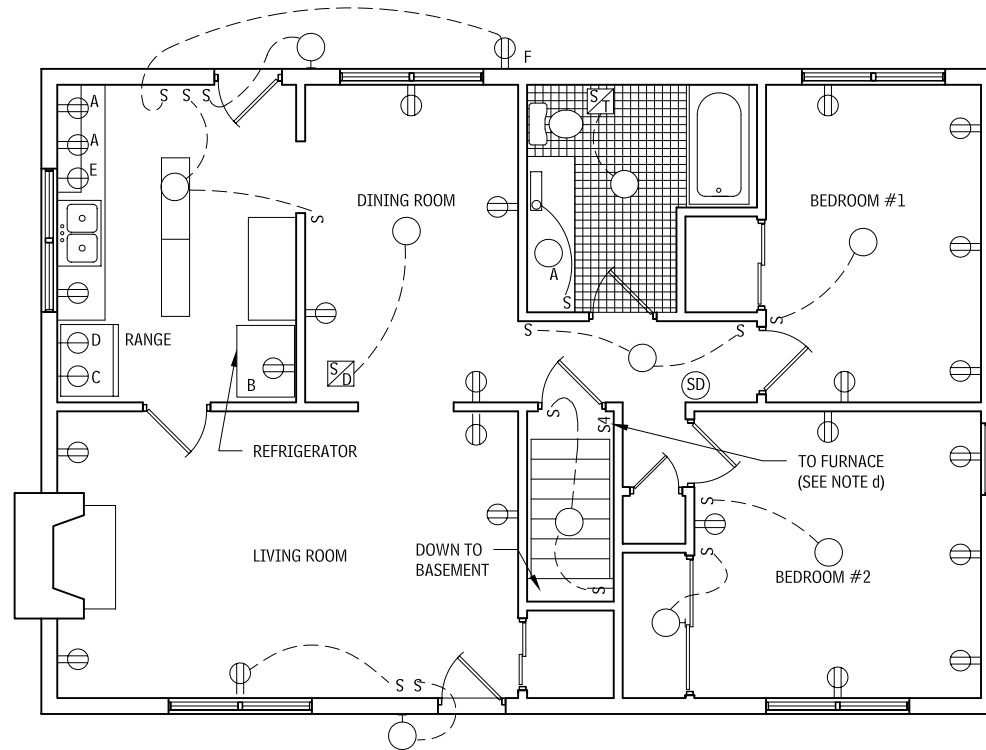 F
S S S
A
A
E
S
T
DINING ROOM
BEDROOM #1
S
A
S
S
S
S
D
RANGE
C
B
S
D
SD
REFRIGERATOR
S
S4
TO FURNACE
(SEE NOTE d)
S
S
LIVING ROOM
DOWN TO
BASEMENT
BEDROOM #2
S
S S